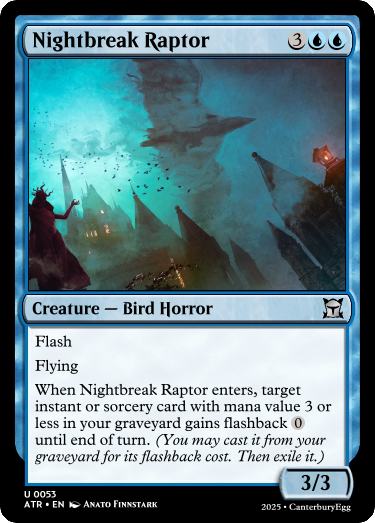 Nightbreak Raptor 3
Creature — Bird Horror
Flash
Flying
When Nightbreak Raptor enters, target
instant or sorcery card with mana value 3 or
less in your graveyard gains flashback 0
until end of turn. (You may cast it from your
graveyard for its flashback cost. Then exile it.)
3/3
U 0053
ATR • EN Anato Finnstark
2025 • CanterburyEgg